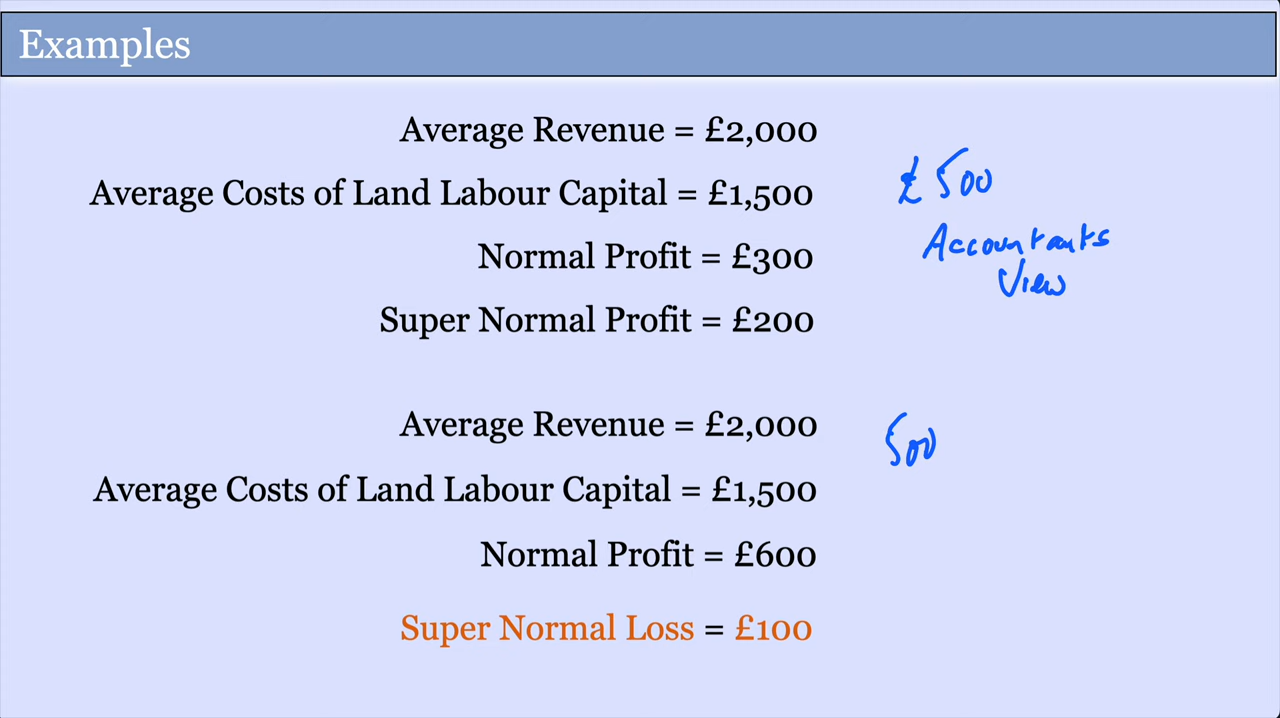 Examples
Average Revenue = £2,000
Average Costs of Land Labour Capital = £1,500
Normal Profit = £300
Super Normal Profit = £200
£500
Accountants
View
Average Revenue = £2,000
Average Costs of Land Labour Capital = £1,500
Normal Profit = £600
Super Normal Loss = £100
500